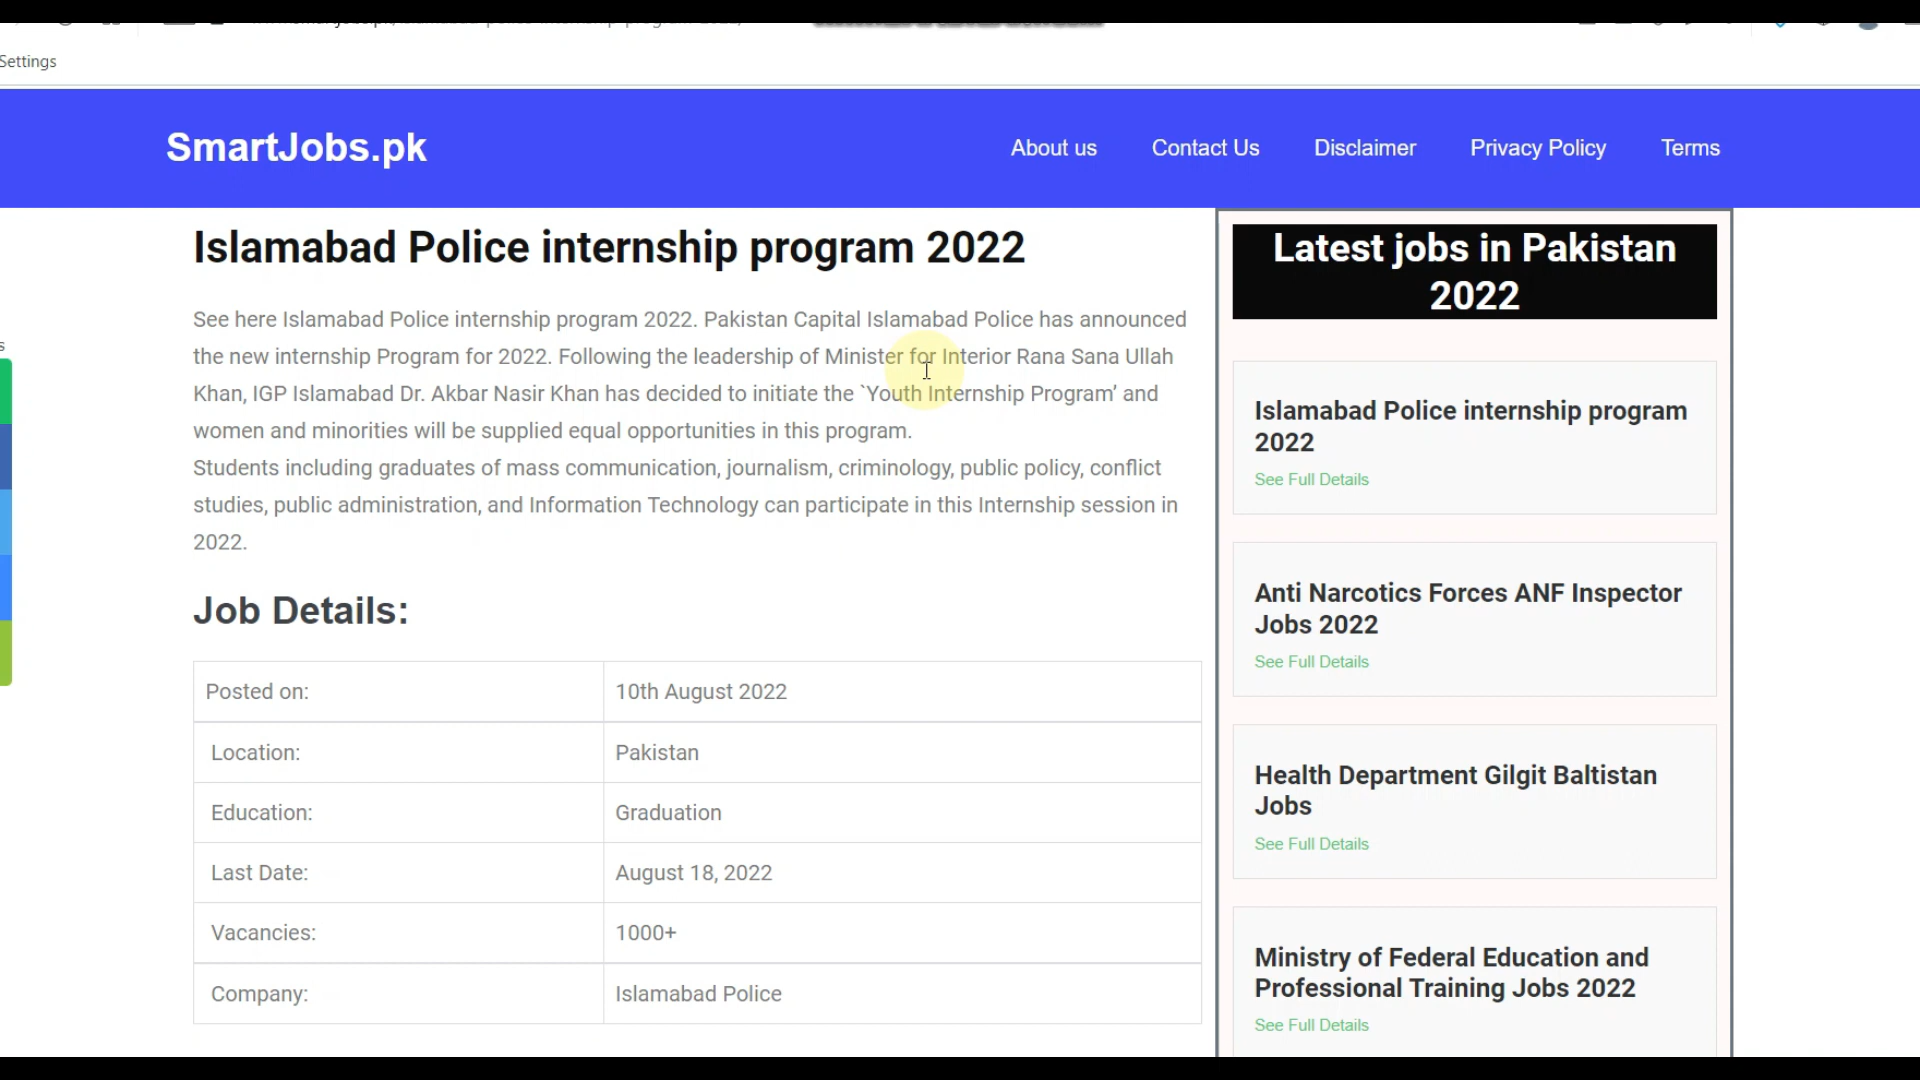 Settings
SmartJobs.pk
About us
Contact Us
Disclaimer
Privacy Policy
Terms
Islamabad Police internship program 2022
See here Islamabad Police internship program 2022. Pakistan Capital Islamabad Police has announced
the new internship Program for 2022. Following the leadership of Minister for Interior Rana Sana Ullah
Khan, IGP Islamabad Dr. Akbar Nasir Khan has decided to initiate the `Youth Internship Program’ and
women and minorities will be supplied equal opportunities in this program.
Students including graduates of mass communication, journalism, criminology, public policy, conflict
studies, public administration, and Information Technology can participate in this Internship session in
2022.
Job Details:
Posted on: 10th August 2022
Location: Pakistan
Education: Graduation
Last Date: August 18, 2022
Vacancies: 1000+
Company: Islamabad Police
Latest jobs in Pakistan
2022
Islamabad Police internship program
2022
See Full Details
Anti Narcotics Forces ANF Inspector
Jobs 2022
See Full Details
Health Department Gilgit Baltistan
Jobs
See Full Details
Ministry of Federal Education and
Professional Training Jobs 2022
See Full Details